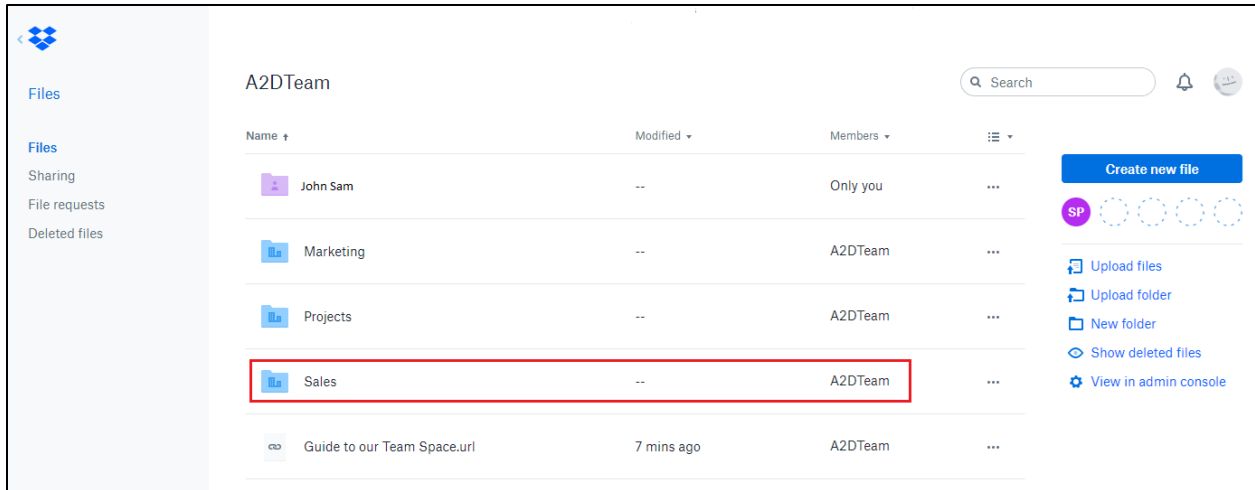 A2DTeam
Search
Files
Name Modified Members
Files
Sharing
File requests
Deleted files
John Sam -- Only you
Marketing -- A2DTeam
Projects -- A2DTeam
Sales -- A2DTeam
Guide to our Team Space.url 7 mins ago A2DTeam
Create new file
SP
Upload files
Upload folder
New folder
Show deleted files
View in admin console